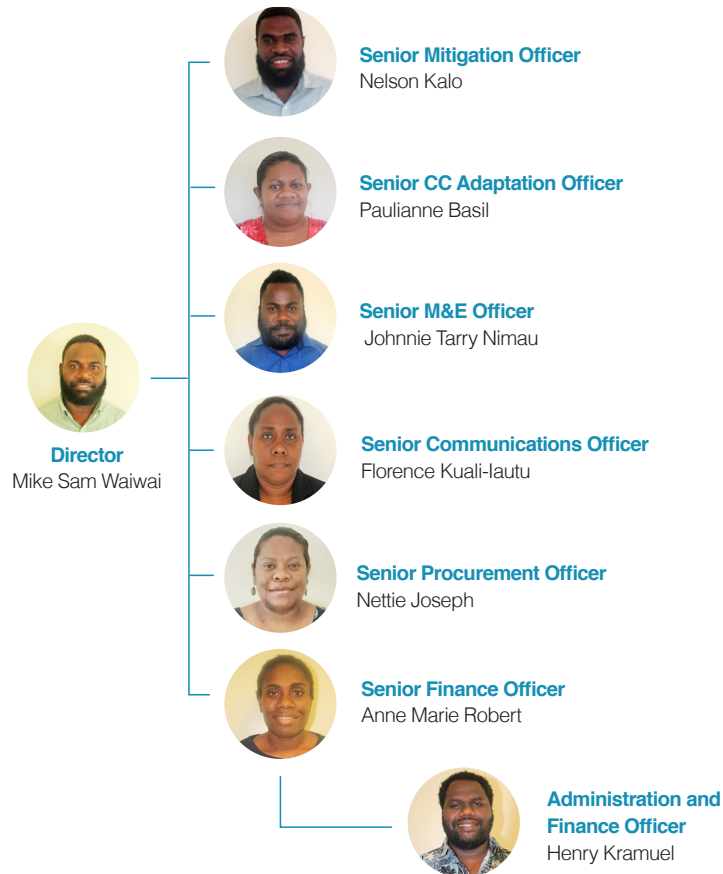 Senior Mitigation Officer
Nelson Kalo
Senior CC Adaptation Officer
Paulianne Basil
Senior M&E Officer
Johnnie Tarry Nimau
Director
Mike Sam Waiwai
Senior Communications Officer
Florence Kuali-Iautu
Senior Procurement Officer
Nettie Joseph
Senior Finance Officer
Anne Marie Robert
Administration and
Finance Officer
Henry Kramuel